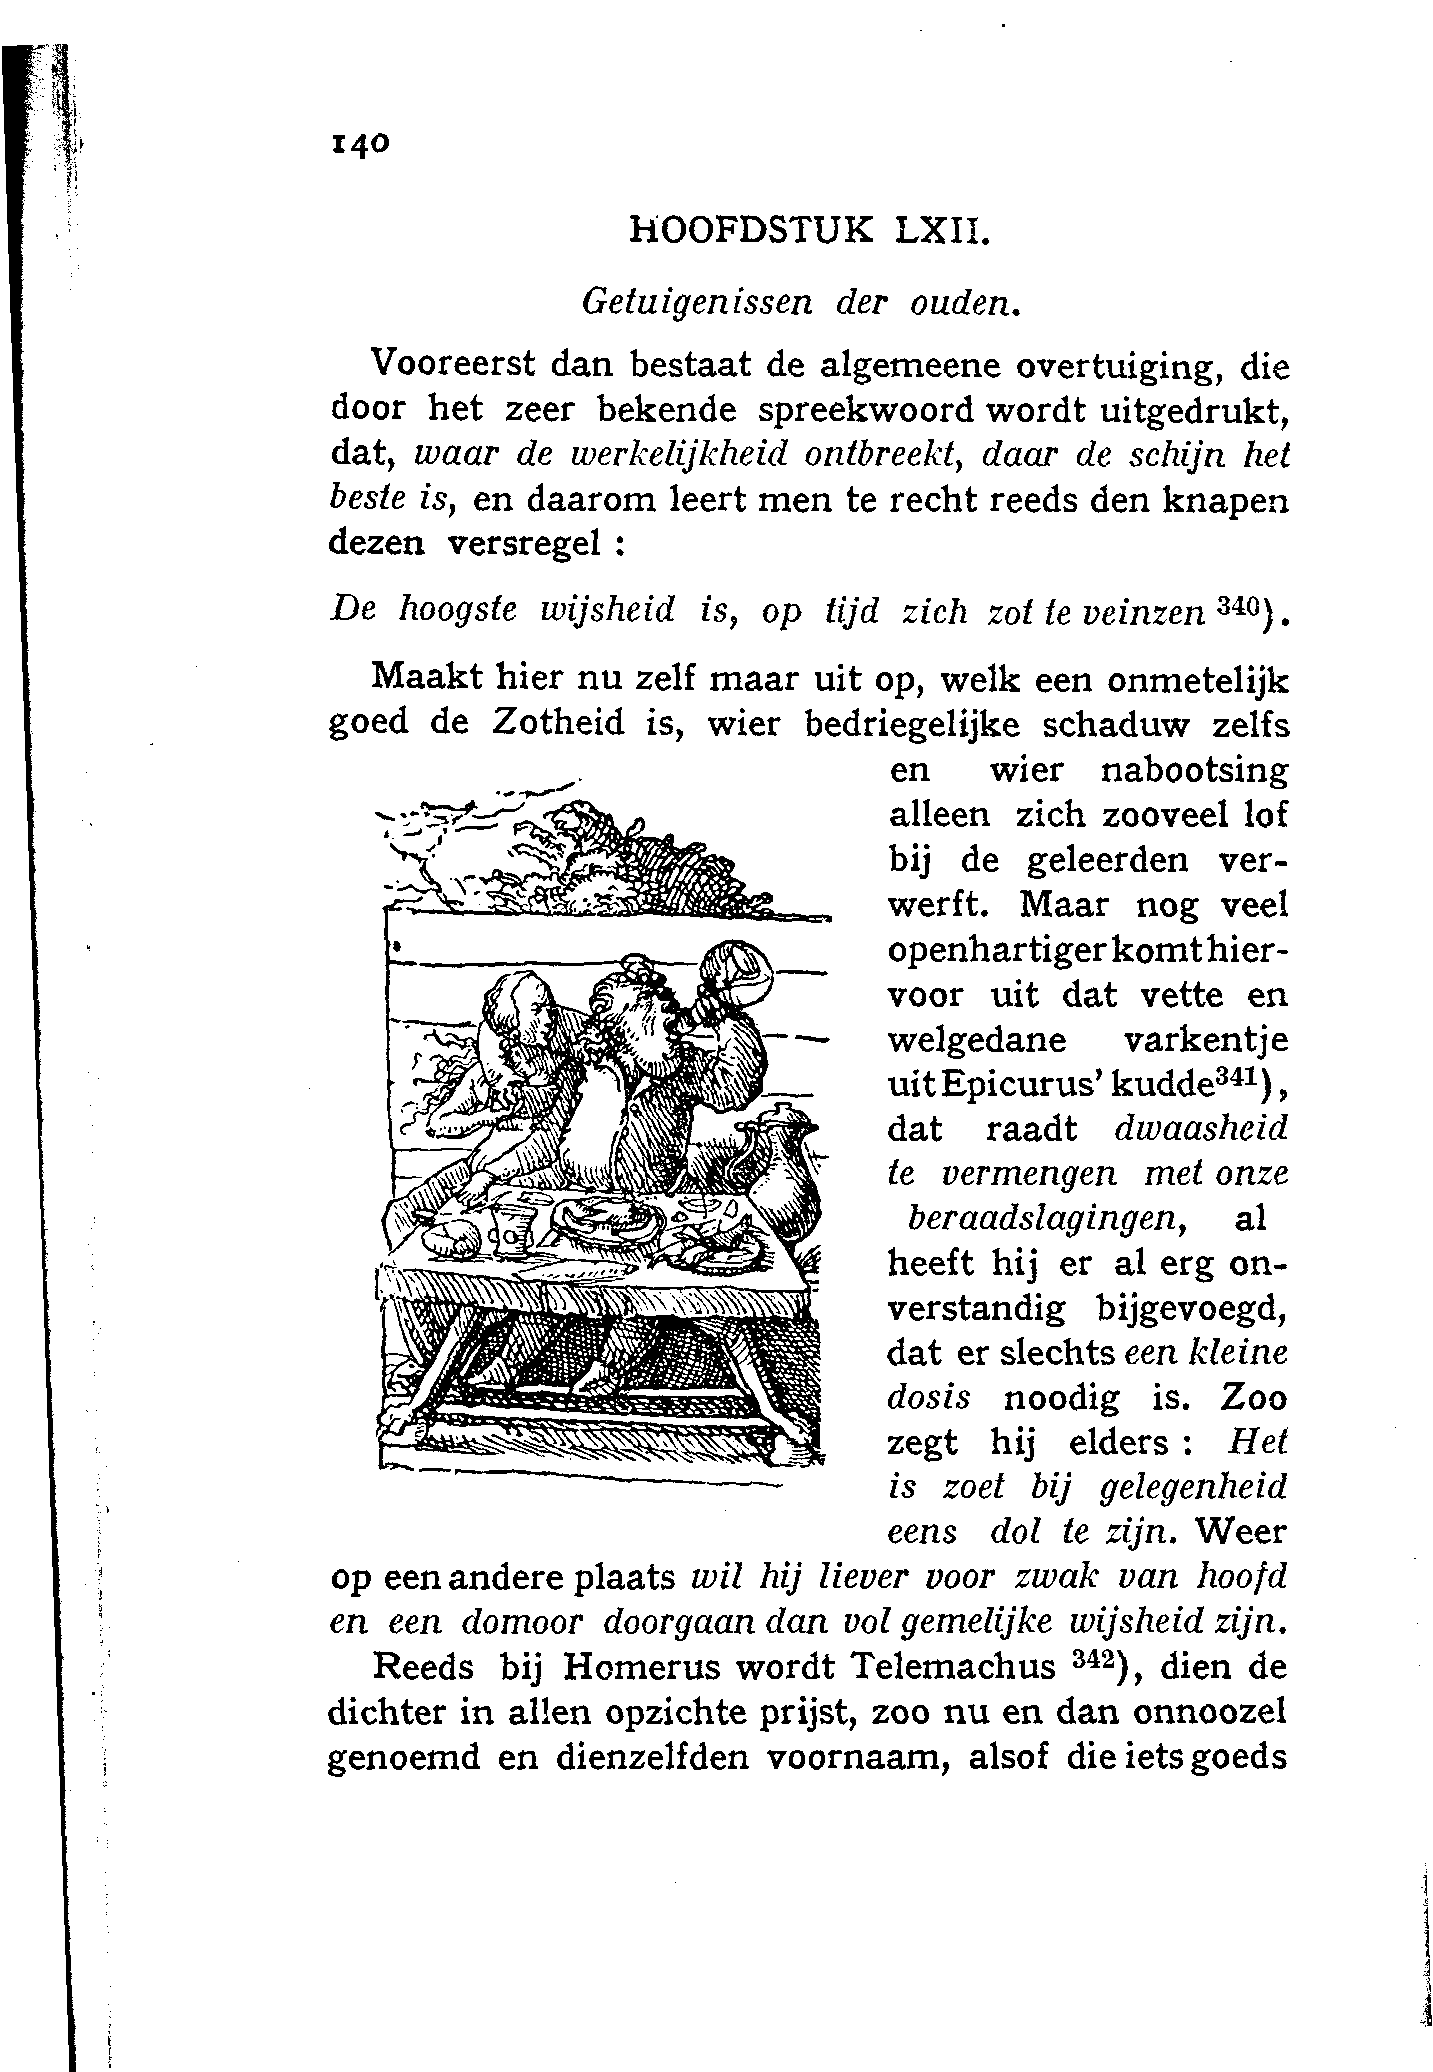 140
HOOFDSTUK LXII.
Getuigenissen der ouden.
Vooreerst dan bestaat de algemeene overtuiging, die
door het zeer bekende spreekwoord wordt uitgedrukt,
dat, waar de werkelijkheid ontbreekt, daar de schijn het
beste is, en daarom leert men te recht reeds den knapen
dezen versregel :
De hoogste wijsheid is, op tijd zich zot te veinzen 340).
Maakt hier nu zelf maar uit op, welk een onmetelijk
goed de Zotheid is, wier bedriegelijke schaduw zelfs
en wier nabootsing
alleen zich zooveel lof
bij de geleerden ver-
werft. Maar nog veel
openhartiger komt hier-
voor uit dat vette en
welgedane varkentje
uit Epicurus' kudde341),
dat raadt dwaasheid
te vermengen met onze
beraadslagingen, al
heeft hij er al erg on-
verstandig bijgevoegd,
dat er slechts een kleine
dosis noodig is. Zoo
zegt hij elders : Het
is zoet bij gelegenheid
eens dol te zijn. Weer
op een andere plaats wil hij liever voor zwak van hoofd
en een domoor doorgaan dan vol gemelijke wijsheid zijn.
Reeds bij Homerus wordt Telemachus 342), dien de
dichter in allen opzichte prijst, zoo nu en dan onnoozel
genoemd en dienzelfden voornaam, alsof die iets goeds